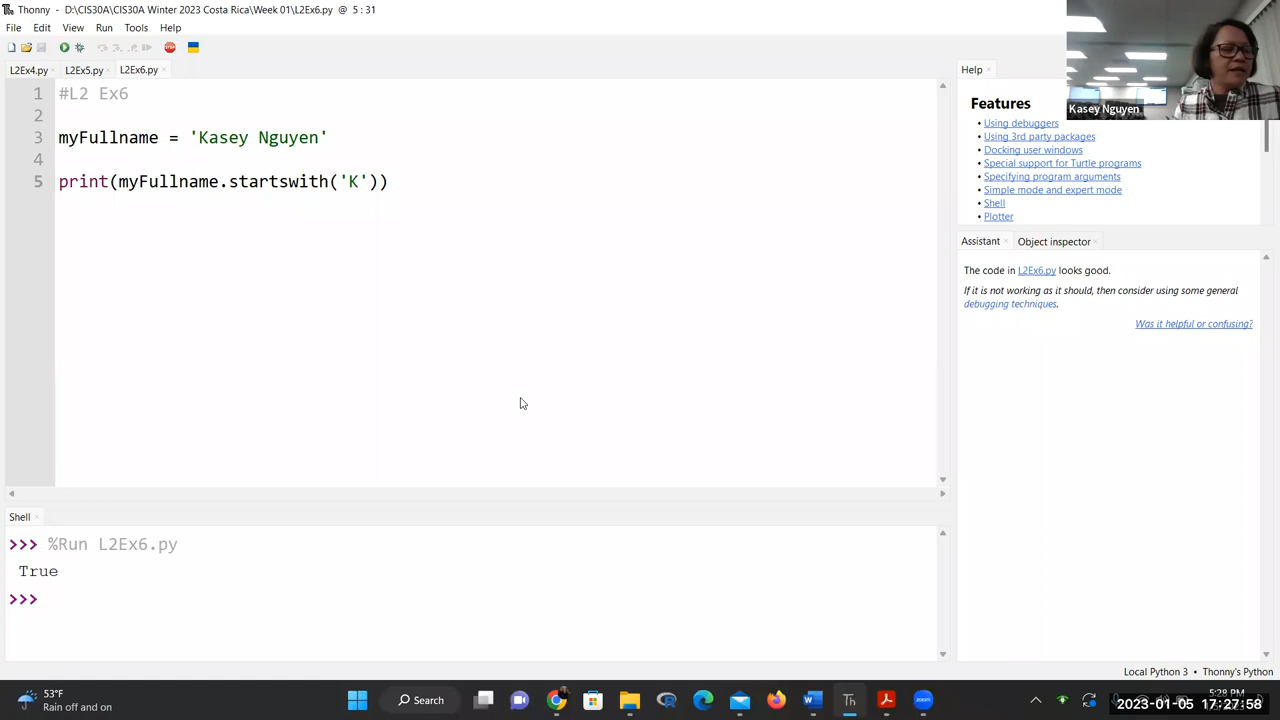 Thonny - D:\CIS30A\CIS30A Winter 2023 Costa Rica\Week 01\L2Ex6.py @ 5 : 31
File Edit View Run Tools Help
L2Ex4.py × L2Ex5.py × L2Ex6.py ×
1 #L2 Ex6
2
3 myFullname = 'Kasey Nguyen'
4
5 print(myFullname.startswith('K'))
Help ×
Kasey Nguyen
Features
• Using debuggers
• Using 3rd party packages
• Docking user windows
• Special support for Turtle programs
• Specifying program arguments
• Simple mode and expert mode
• Shell
• Plotter
Assistant × Object inspector ×
The code in L2Ex6.py looks good.
If it is not working as it should, then consider using some general
debugging techniques.
Was it helpful or confusing?
Shell ×
>>> %Run L2Ex6.py
True
>>>
Local Python 3 • Thonny's Python
53°F
Rain off and on
Search
zoom
5:28 PM
2023-01-05 17:27:58